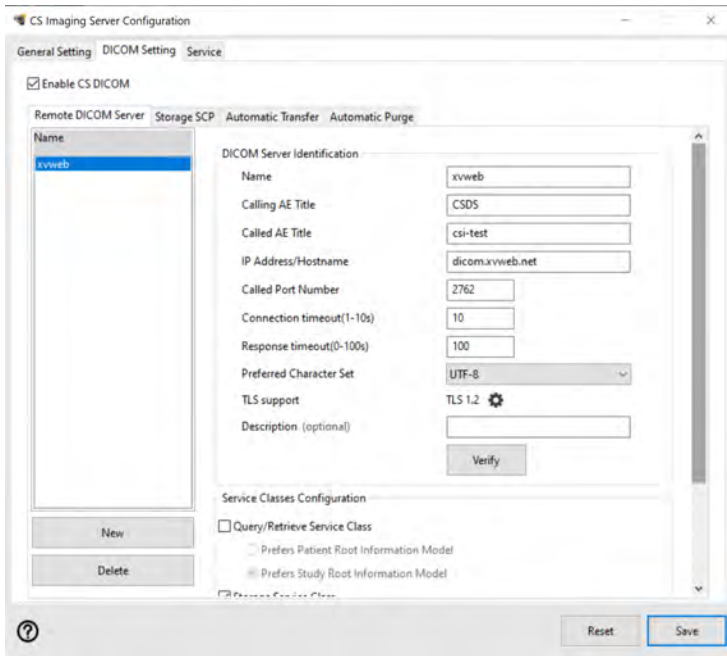 CS Imaging Server Configuration
General Setting DICOM Setting Service
Enable CS DICOM
Remote DICOM Server Storage SCP Automatic Transfer Automatic Purge
Name
xvweb
DICOM Server Identification
Name xvweb
Calling AE Title CSDS
Called AE Title csi-test
IP Address/Hostname dicom.xvweb.net
Called Port Number 2762
Connection timeout(1-10s) 10
Response timeout(0-100s) 100
Preferred Character Set UTF-8
TLS support TLS 1.2
Description (optional)
Verify
Service Classes Configuration
Query/Retrieve Service Class
Prefers Patient Root Information Model
Prefers Study Root Information Model
Storage Service Class
New
Delete
Reset Save